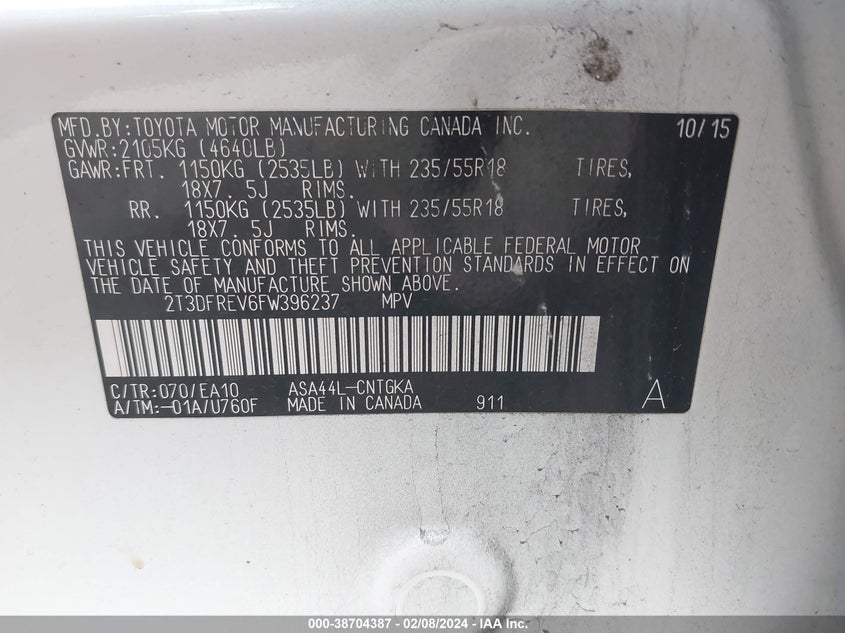 MFD.BY:TOYOTA MOTOR MANUFACTURING CANADA INC. 10/15
GVWR:2105KG (4640LB)
GAWR:FRT. 1150KG (2535LB) WITH 235/55R18 TIRES,
18X7.5J RIMS.
RR. 1150KG (2535LB) WITH 235/55R18 TIRES,
18X7.5J RIMS.
THIS VEHICLE CONFORMS TO ALL APPLICABLE FEDERAL MOTOR
VEHICLE SAFETY AND THEFT PREVENTION STANDARDS IN EFFECT ON
THE DATE OF MANUFACTURE SHOWN ABOVE.
2T3DFREV6FW396237 MPV
C/TR:070/EA10 ASA44L-CNTGKA
A/TM:-01A/U760F MADE IN CANADA 911 A
000-38704387 - 02/08/2024 - IAA Inc.